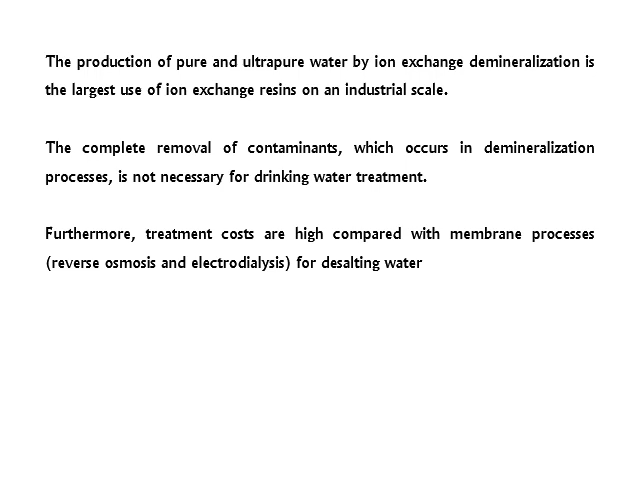 The production of pure and ultrapure water by ion exchange demineralization is
the largest use of ion exchange resins on an industrial scale.
The complete removal of contaminants, which occurs in demineralization
processes, is not necessary for drinking water treatment.
Furthermore, treatment costs are high compared with membrane processes
(reverse osmosis and electrodialysis) for desalting water